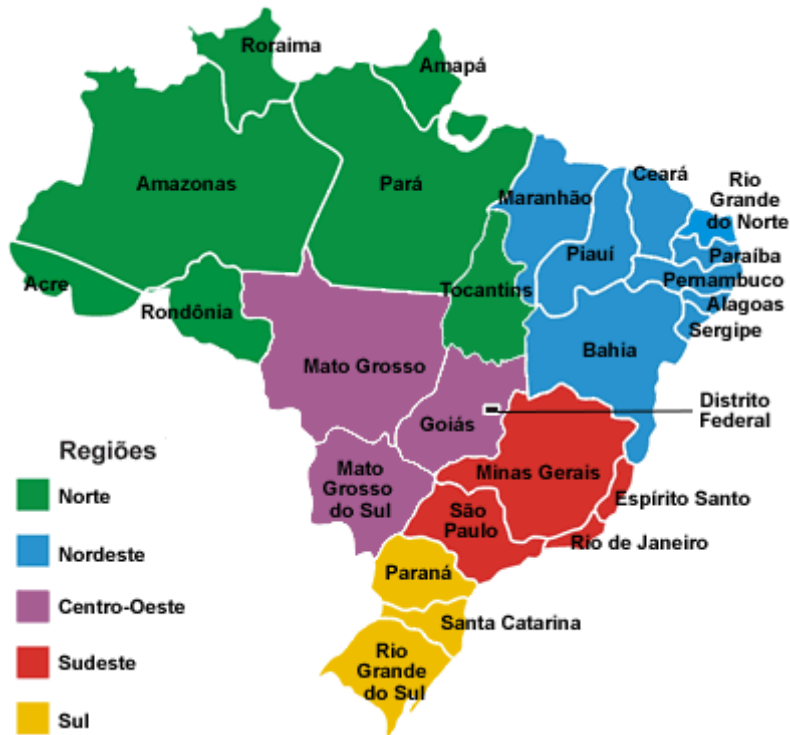 Roraima
Amapá
Amazonas
Pará
Maranhão
Ceará
Rio
Grande
do Norte
Piauí
Paraíba
Pernambuco
Acre
Rondônia
Tocantins
Alagoas
Sergipe
Bahia
Mato Grosso
Goiás
Distrito
Federal
Mato
Grosso
do Sul
Minas Gerais
Espírito Santo
São
Paulo
Rio de Janeiro
Paraná
Santa Catarina
Rio
Grande
do Sul
Regiões
Norte
Nordeste
Centro-Oeste
Sudeste
Sul